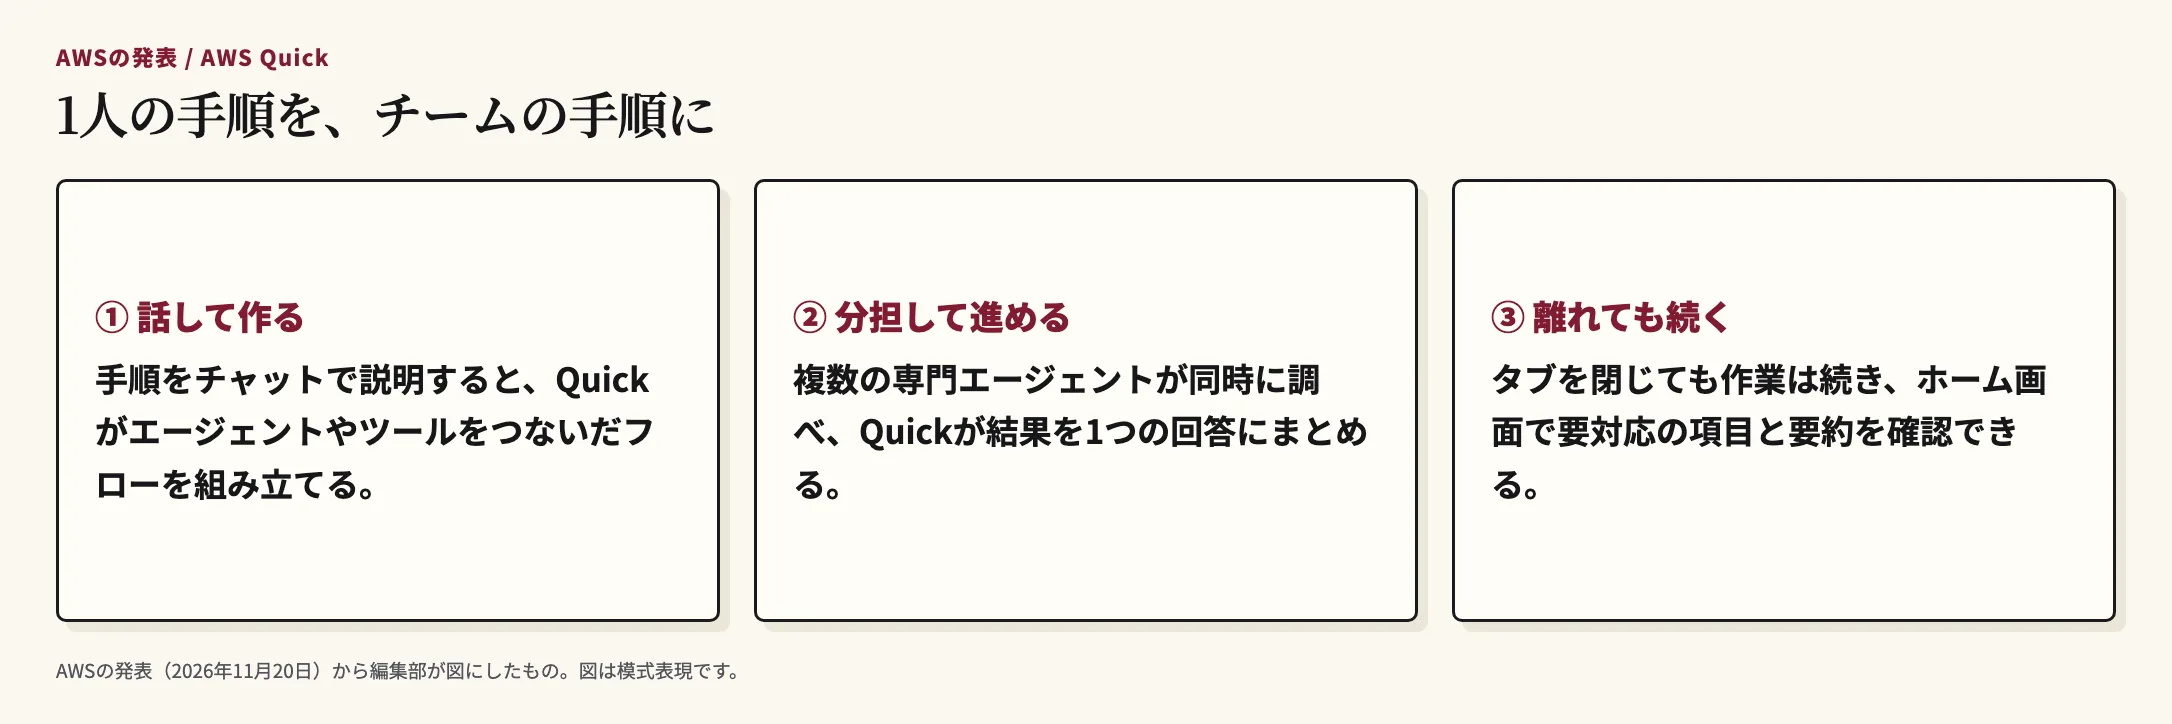 AWSの発表 / AWS Quick
1人の手順を、チームの手順に
① 話して作る
手順をチャットで説明すると、Quick
がエージェントやツールをつないだフ
ローを組み立てる。
② 分担して進める
複数の専門エージェントが同時に調
べ、Quickが結果を1つの回答にまとめ
る。
③ 離れても続く
タブを閉じても作業は続き、ホーム画
面で要対応の項目と要約を確認でき
る。
AWSの発表（2026年11月20日）から編集部が図にしたもの。図は模式表現です。